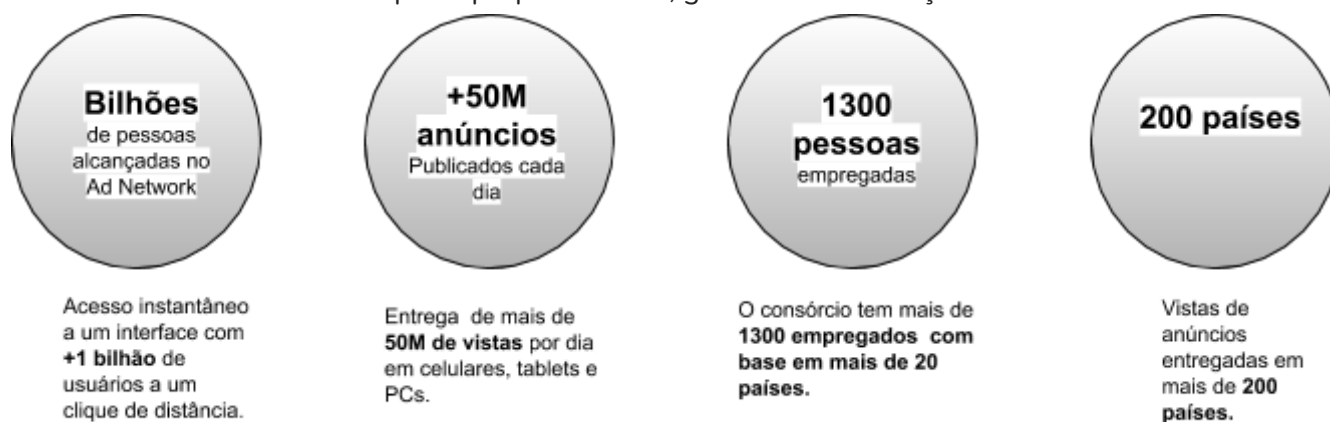 Bilhões
de pessoas
alcançadas no
Ad Network
+50M
anúncios
Publicados cada
dia
1300
pessoas
empregadas
200 países
Acesso instantâneo
a um interface com
+1 bilhão de
usuários a um
clique de distância.
Entrega de mais de
50M de vistas por dia
em celulares, tablets e
PCs.
O consórcio tem mais de
1300 empregados com
base em mais de 20
países.
Vistas de
anúncios
entregadas em
mais de 200
países.